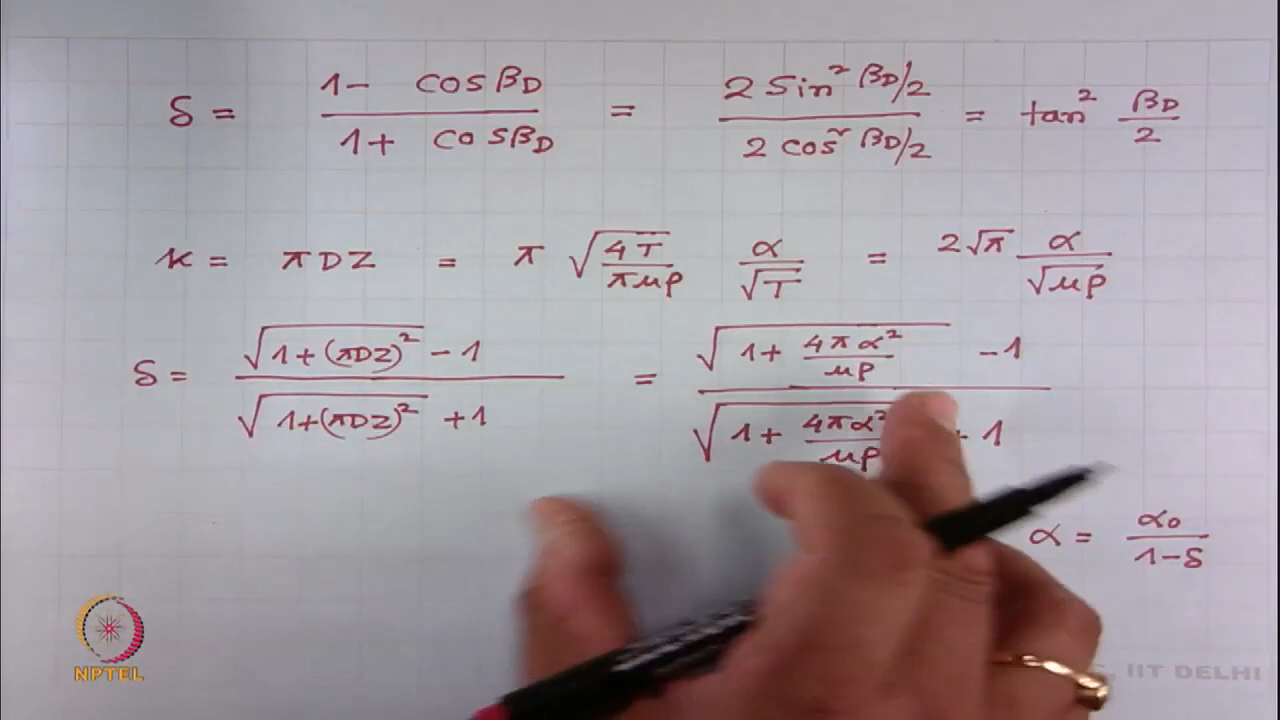 δ = (1 - cos β_D)/(1 + cos β_D) = (2 sin² β_D/2)/(2 cos² β_D/2) = tan² β_D/2
κ = πDZ = π √(4T/πμρ) α/√T = 2√π α/√(μρ)
δ = (√(1+(πDZ)²) - 1)/(√(1+(πDZ)²) + 1) = (√(1 + 4πα²/μρ) - 1)/(√(1 + 4πα²/μρ) + 1)
α = α₀/(1-δ)
NPTEL
IIT DELHI